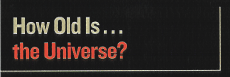 How Old Is...
the Universe?